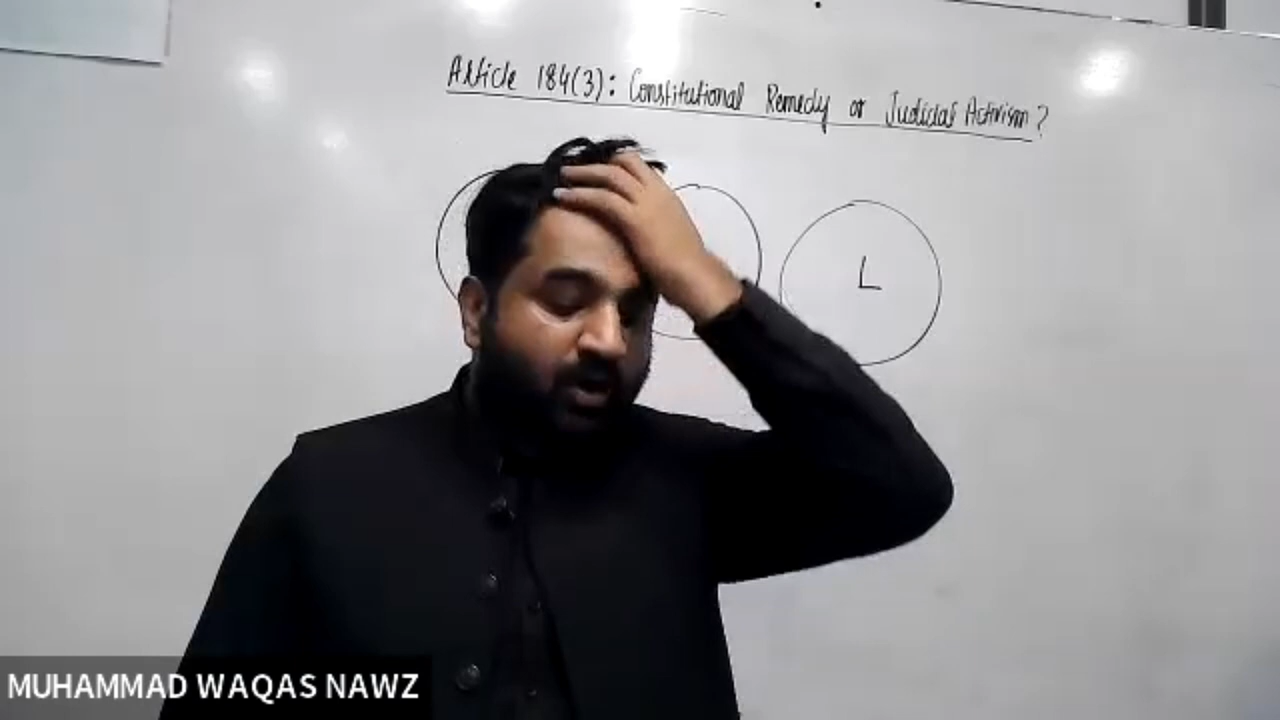 Article 184(3): Constitutional Remedy or Judicial Activism?
L
MUHAMMAD WAQAS NAWZ